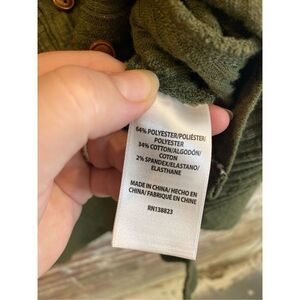 64% POLYESTER/POLIÉSTER/
POLYESTER
34% COTTON/ALGODÓN/
COTON
2% SPANDEX/ELASTANO/
ELASTHANE
MADE IN CHINA/ HECHO EN
CHINA/ FABRIQUÉ EN CHINE
RN138823